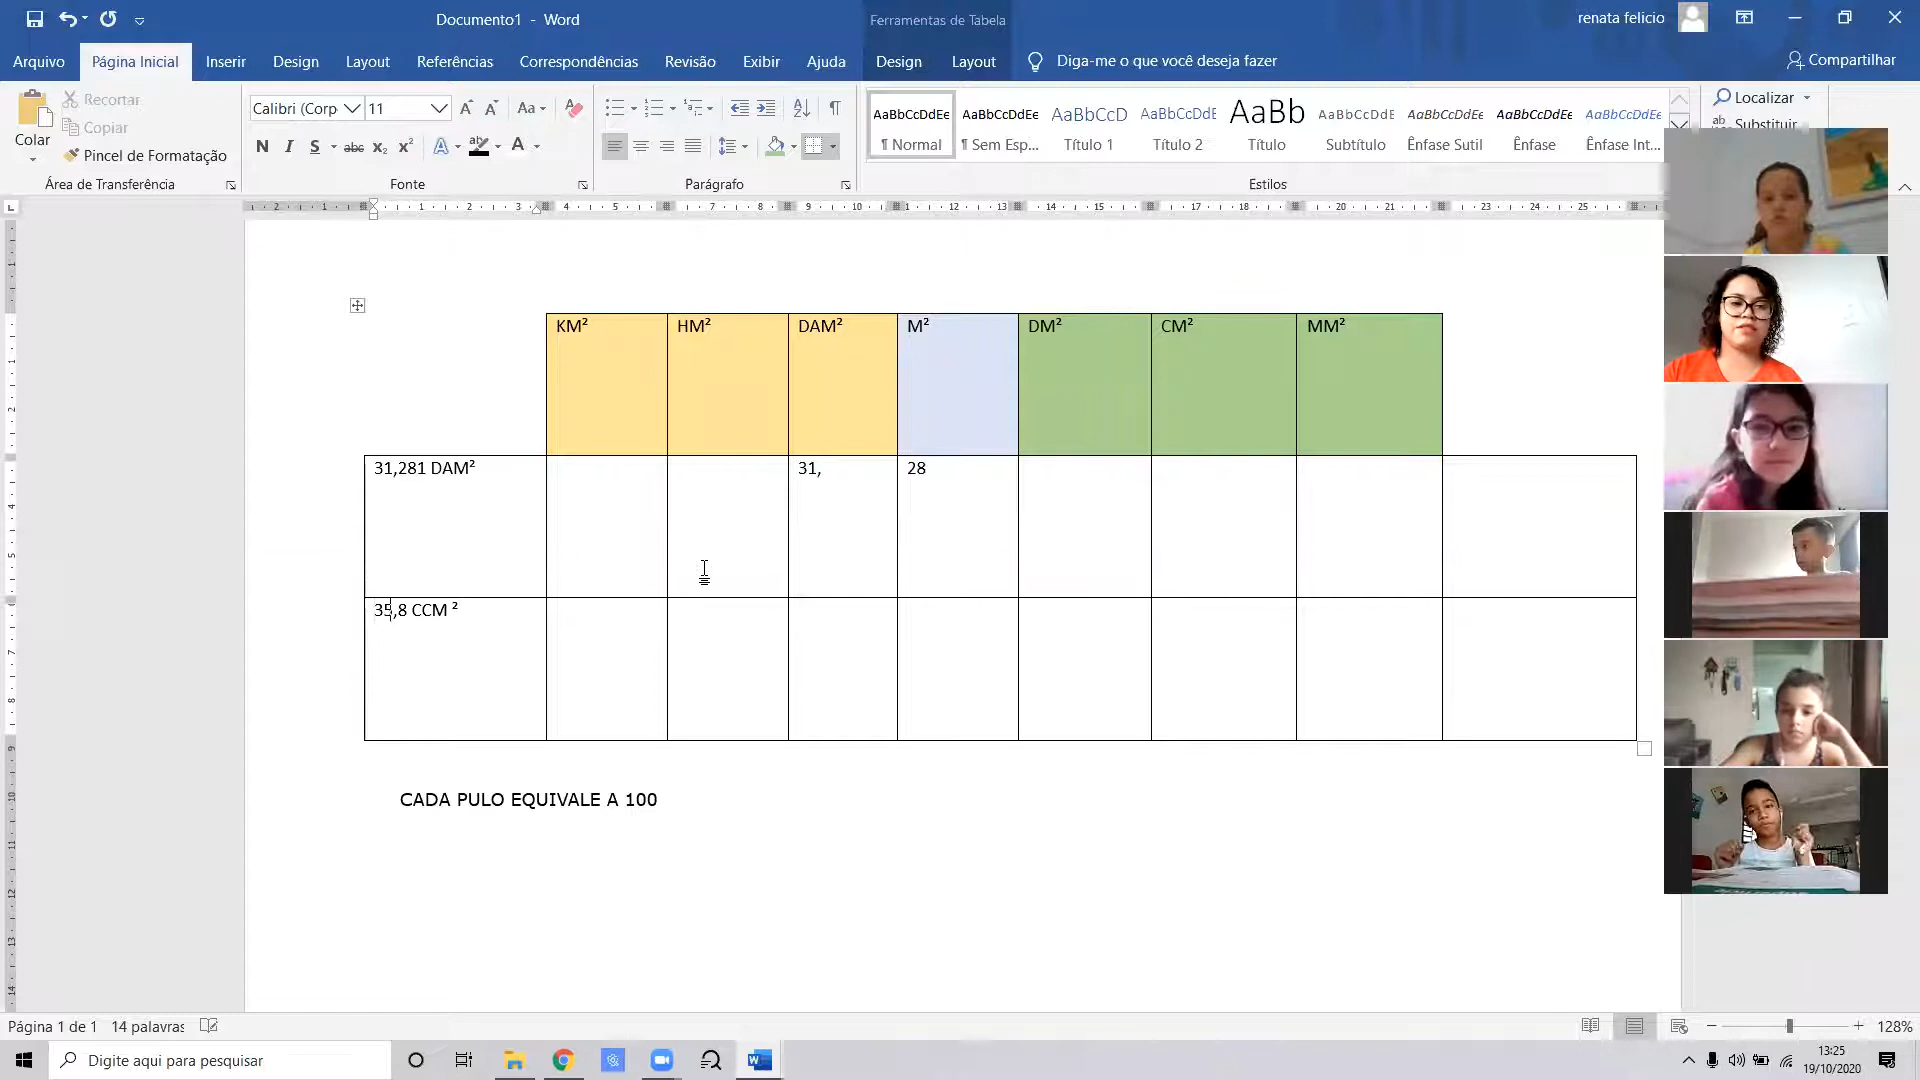 Documento1 - Word
Ferramentas de Tabela
renata felicio
Arquivo
Página Inicial
Inserir
Design
Layout
Referências
Correspondências
Revisão
Exibir
Ajuda
Design
Layout
Diga-me o que você deseja fazer
Compartilhar
Colar
Recortar
Copiar
Pincel de Formatação
Área de Transferência
Calibri (Corp
11
Fonte
Parágrafo
AaBbCcDdEe AaBbCcDdEe AaBbCcD AaBbCcDdE AaBb AaBbCcDdE AaBbCcDdEe AaBbCcDdEe AaBbCcDdEe
¶ Normal ¶ Sem Esp... Título 1 Título 2 Título Subtítulo Ênfase Sutil Ênfase Ênfase Int...
Estilos
Localizar
Substituir
KM² HM² DAM² M² DM² CM² MM²
31,281 DAM² 31, 28
35,8 CCM ²
CADA PULO EQUIVALE A 100
Página 1 de 1 14 palavras
128%
Digite aqui para pesquisar
13:25
19/10/2020